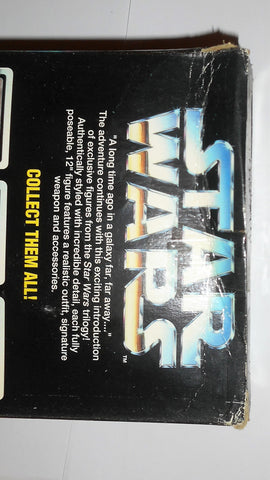 STAR
WARS
TM
"A long time ago in a galaxy far, far away...."
The adventure continues with this exciting introduction
of exclusive figures from the Star Wars trilogy!
Authentically styled with incredible detail, each fully
poseable, 12" figure features a realistic outfit, signature
weapon and accessories.
COLLECT THEM ALL!